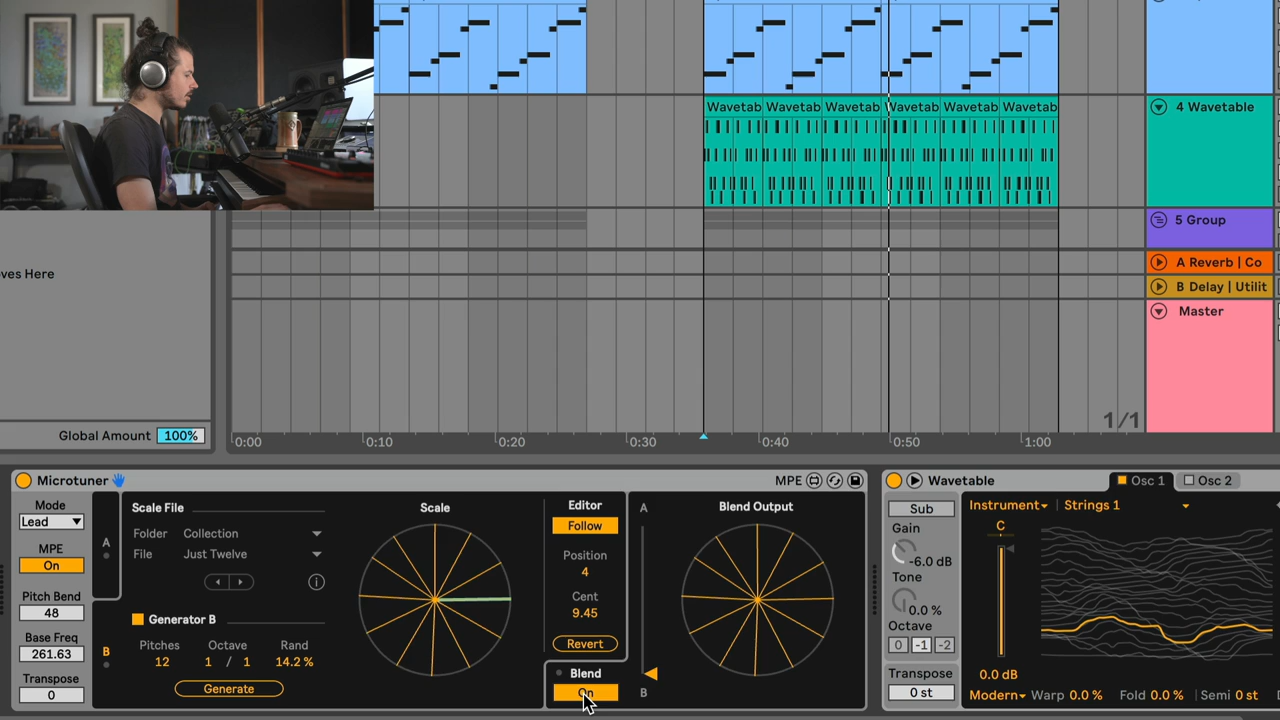 Wavetab Wavetab Wavetab Wavetab Wavetab Wavetab
4 Wavetable
5 Group
A Reverb | Co
B Delay | Utilit
Master
oves Here
1/1
Global Amount 100%
0:00 0:10 0:20 0:30 0:40 0:50 1:00
Microtuner
MPE
Mode
Lead
MPE
On
Pitch Bend
48
Base Freq
261.63
Transpose
0
A
B
Scale File
Folder Collection
File Just Twelve
Generator B
Pitches Octave Rand
12 1 / 1 14.2 %
Generate
Scale
Editor
Follow
Position
4
Cent
9.45
Revert
Blend
On
A
B
Blend Output
Wavetable
Osc 1
Osc 2
Sub
Gain
-6.0 dB
Tone
0.0 %
Octave
0 -1 -2
Transpose
0 st
Instrument Strings 1
C
0.0 dB
Modern Warp 0.0 % Fold 0.0 % Semi 0 st